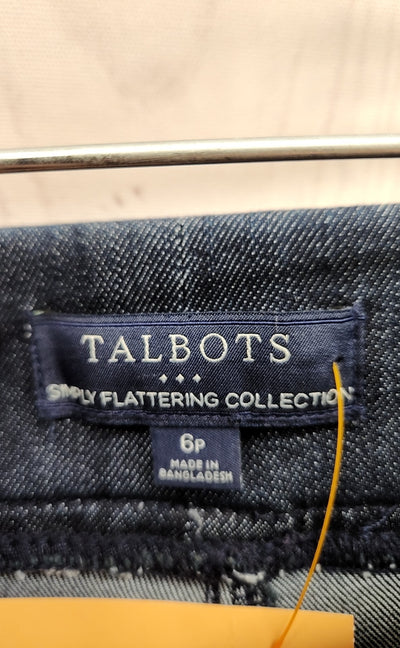 TALBOTS
SIMPLY FLATTERING COLLECTION
6P
MADE IN
BANGLADESH